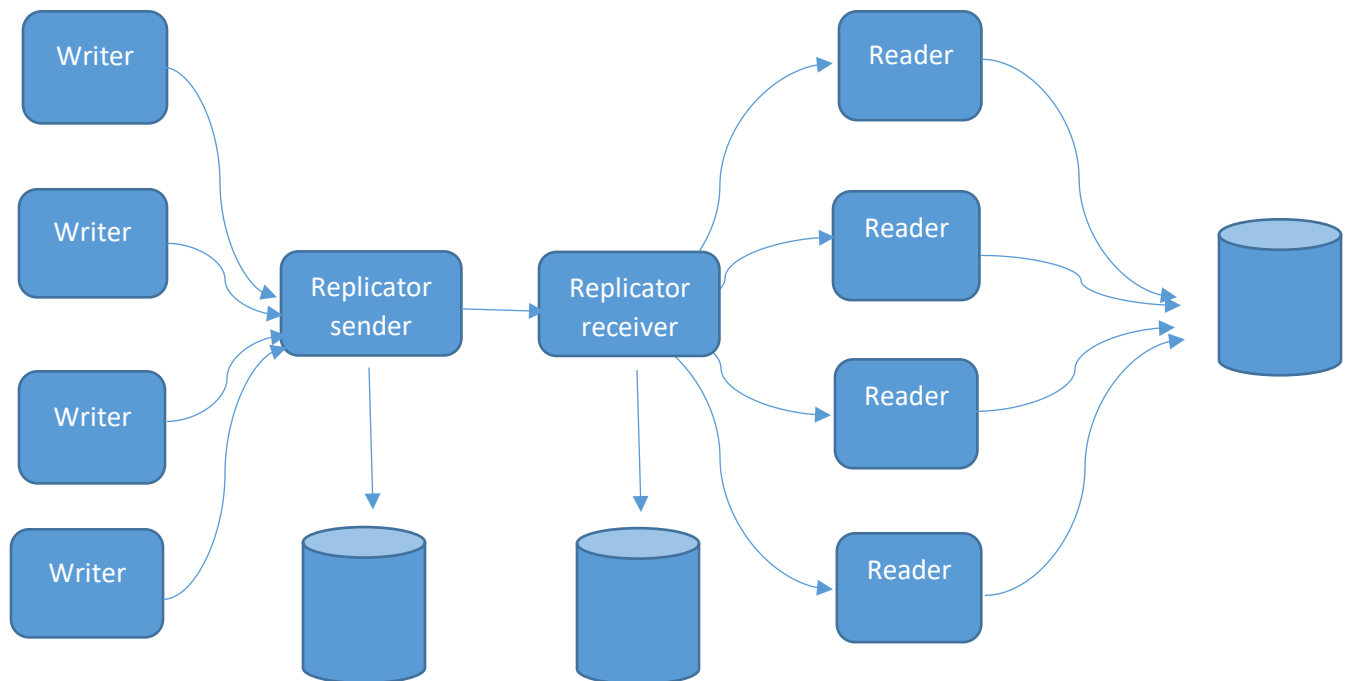 Writer
Writer
Writer
Writer
Replicator
sender
Replicator
receiver
Reader
Reader
Reader
Reader